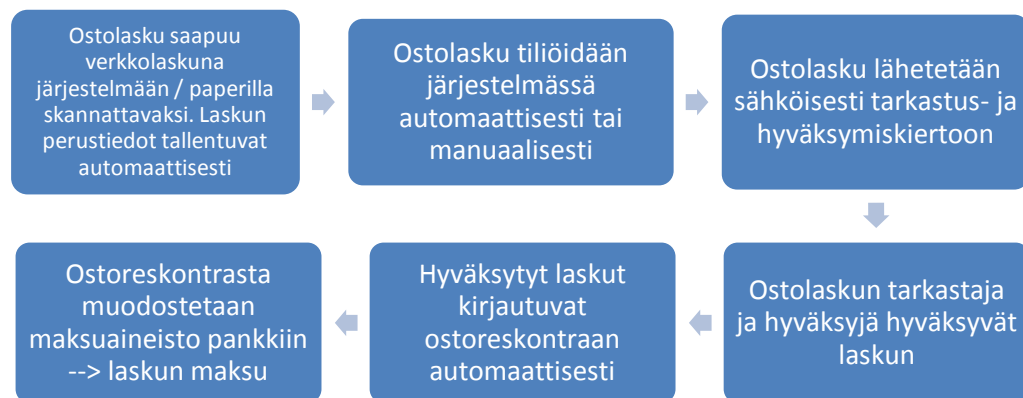 Ostolasku saapuu
verkkolaskuna
järjestelmään / paperilla
skannattavaksi. Laskun
perustiedot tallentuvat
automaattisesti
Ostolasku tiliöidään
järjestelmässä
automaattisesti tai
manuaalisesti
Ostolasku lähetetään
sähköisesti tarkastus- ja
hyväksymiskiertoon
Ostolaskun tarkastaja
ja hyväksyjä hyväksyvät
laskun
Hyväksytyt laskut
kirjautuvat
ostoreskontraan
automaattisesti
Ostoreskontrasta
muodostetaan
maksuaineisto pankkiin
--> laskun maksu